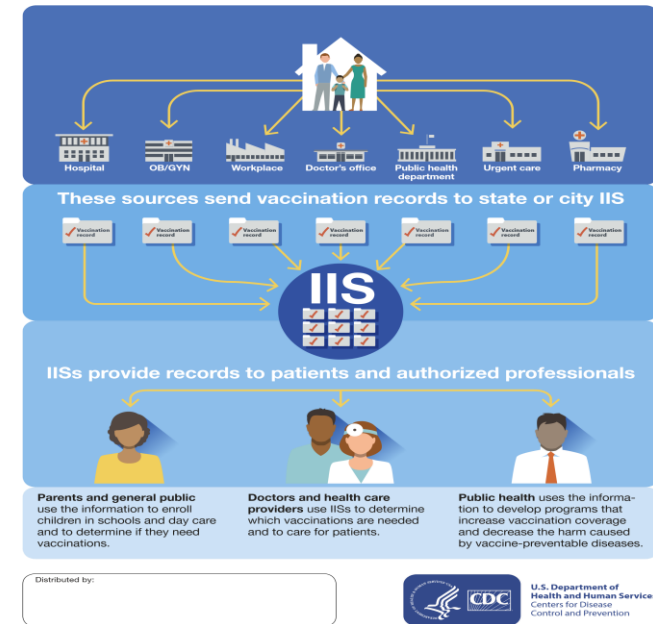 Hospital
OB/GYN
Workplace
Doctor's office
Public health
department
Urgent care
Pharmacy
These sources send vaccination records to state or city IIS
Vaccination
record
Vaccination
record
Vaccination
record
Vaccination
record
Vaccination
record
Vaccination
record
Vaccination
record
IIS
IISs provide records to patients and authorized professionals
Parents and general public
use the information to enroll
children in schools and day care
and to determine if they need
vaccinations.
Doctors and health care
providers use IISs to determine
which vaccinations are needed
and to care for patients.
Public health uses the informa-
tion to develop programs that
increase vaccination coverage
and decrease the harm caused
by vaccine-preventable diseases.
Distributed by:
CDC
U.S. Department of
Health and Human Service
Centers for Disease
Control and Prevention